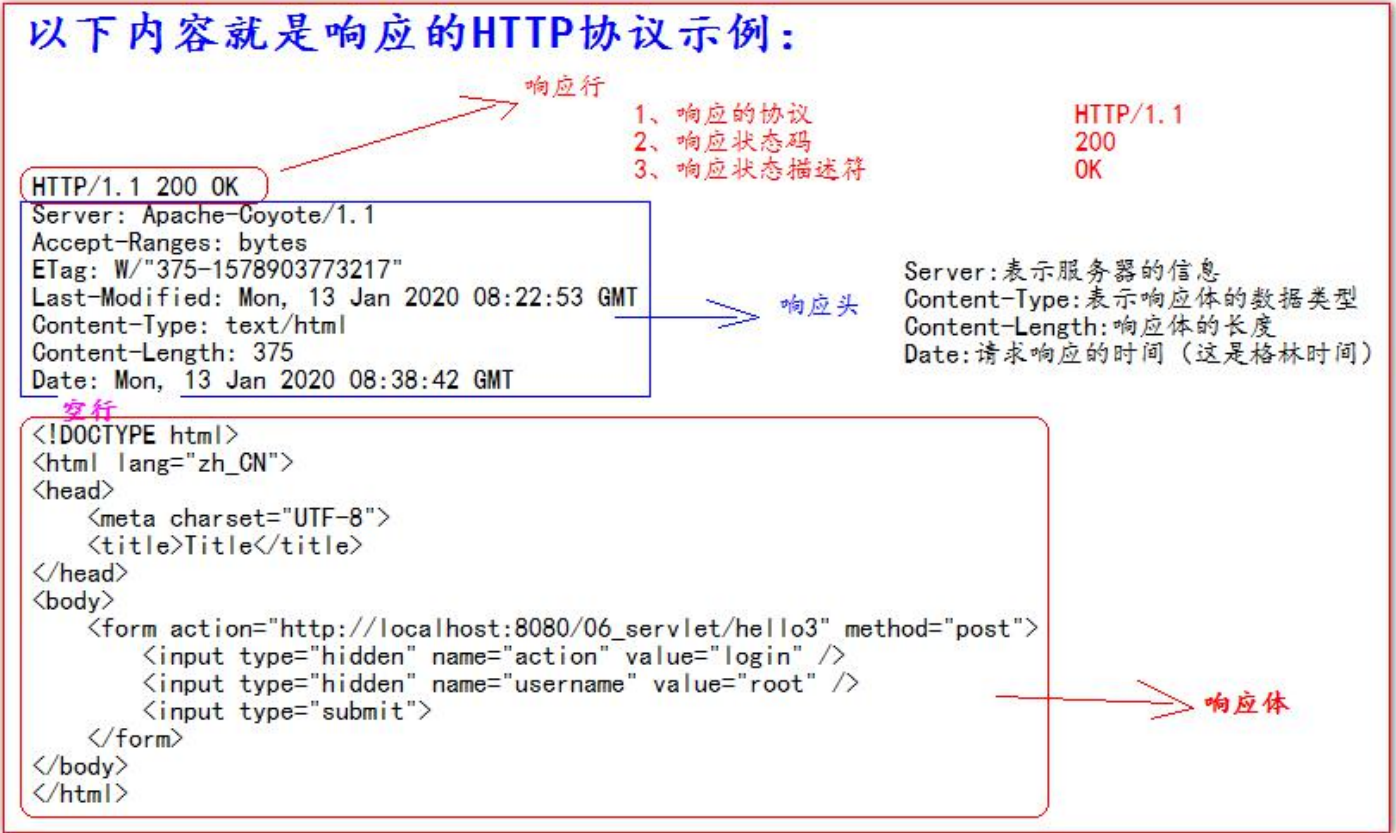 以下内容就是响应的HTTP协议示例：
响应行
1、响应的协议 HTTP/1.1
2、响应状态码 200
3、响应状态描述符 OK
HTTP/1.1 200 OK
Server: Apache-Coyote/1.1
Accept-Ranges: bytes
ETag: W/"375-1578903773217"
Last-Modified: Mon, 13 Jan 2020 08:22:53 GMT
Content-Type: text/html
Content-Length: 375
Date: Mon, 13 Jan 2020 08:38:42 GMT
响应头
Server:表示服务器的信息
Content-Type:表示响应体的数据类型
Content-Length:响应体的长度
Date:请求响应的时间（这是格林时间）
空行
<!DOCTYPE html>
<html lang="zh_CN">
<head>
    <meta charset="UTF-8">
    <title>Title</title>
</head>
<body>
    <form action="http://localhost:8080/06_servlet/hello3" method="post">
        <input type="hidden" name="action" value="login" />
        <input type="hidden" name="username" value="root" />
        <input type="submit">
    </form>
</body>
</html>
响应体